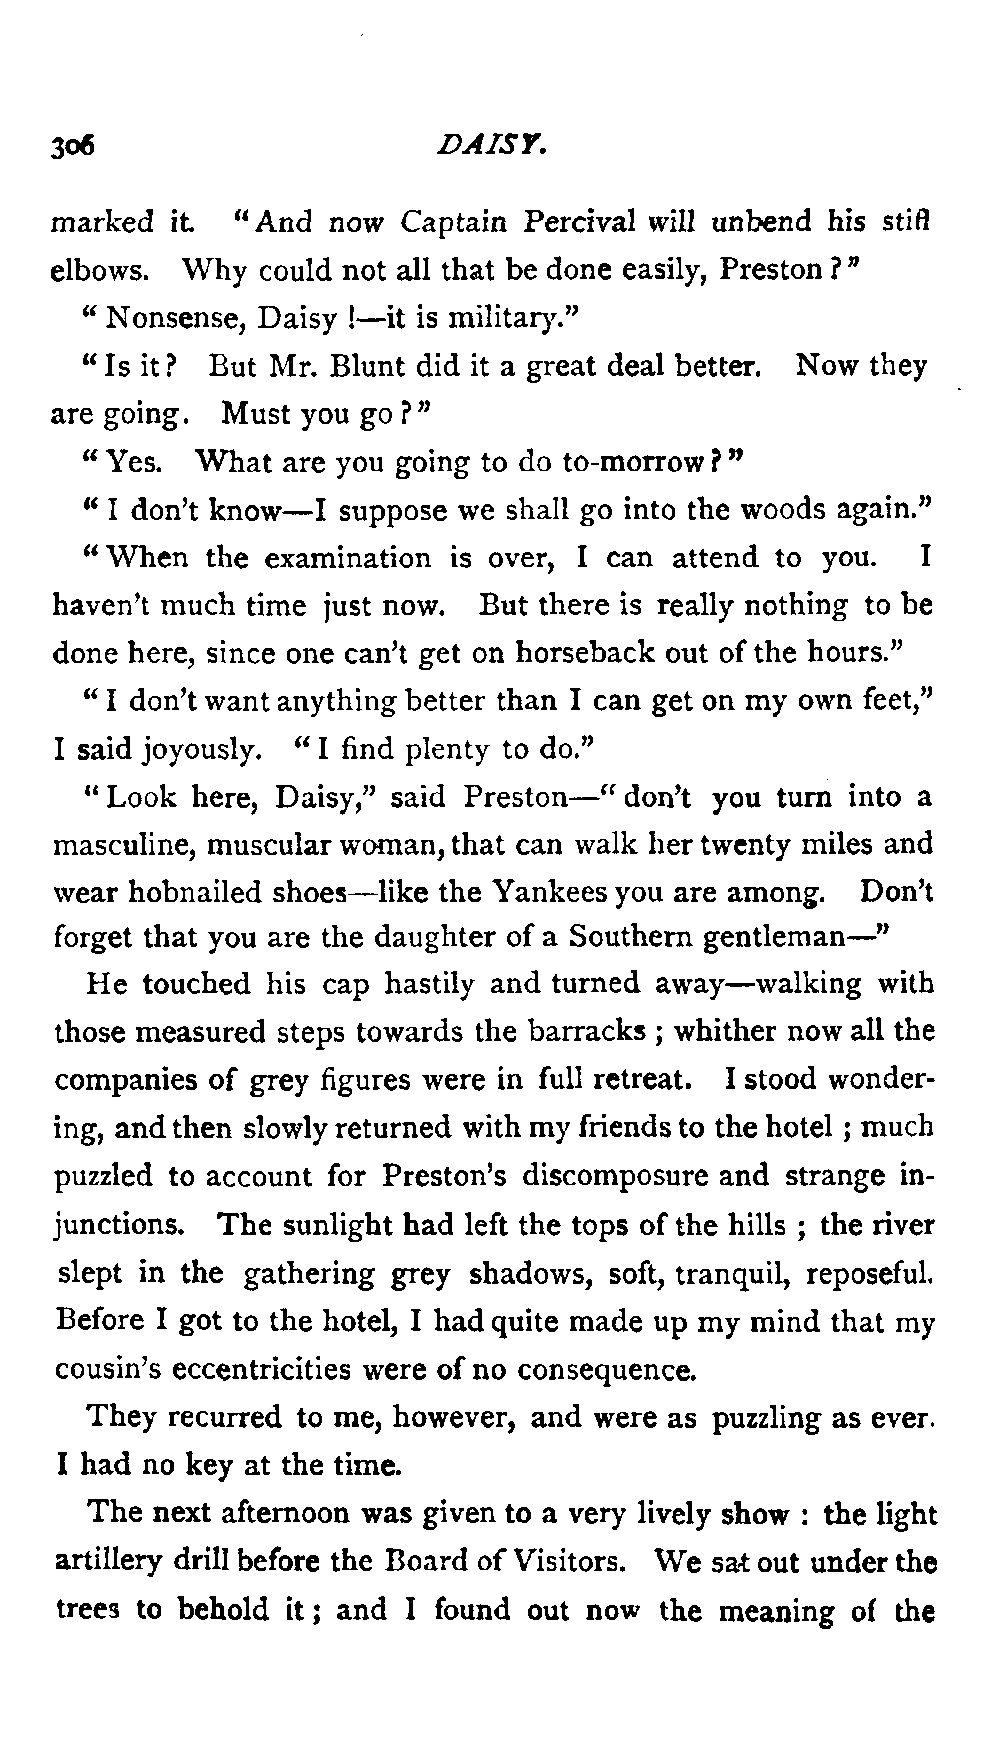 306 DAISY.
marked it. “And now Captain Percival will unbend his stiff
elbows. Why could not all that be done easily, Preston?”
“Nonsense, Daisy!—it is military.”
“Is it? But Mr. Blunt did it a great deal better. Now they
are going. Must you go?”
“Yes. What are you going to do to-morrow?”
“I don’t know—I suppose we shall go into the woods again.”
“When the examination is over, I can attend to you. I
haven’t much time just now. But there is really nothing to be
done here, since one can’t get on horseback out of the hours.”
“I don’t want anything better than I can get on my own feet,”
I said joyously. “I find plenty to do.”
“Look here, Daisy,” said Preston—“don’t you turn into a
masculine, muscular woman, that can walk her twenty miles and
wear hobnailed shoes—like the Yankees you are among. Don’t
forget that you are the daughter of a Southern gentleman—”
He touched his cap hastily and turned away—walking with
those measured steps towards the barracks; whither now all the
companies of grey figures were in full retreat. I stood wonder-
ing, and then slowly returned with my friends to the hotel; much
puzzled to account for Preston’s discomposure and strange in-
junctions. The sunlight had left the tops of the hills; the river
slept in the gathering grey shadows, soft, tranquil, reposeful.
Before I got to the hotel, I had quite made up my mind that my
cousin’s eccentricities were of no consequence.
They recurred to me, however, and were as puzzling as ever.
I had no key at the time.
The next afternoon was given to a very lively show: the light
artillery drill before the Board of Visitors. We sat out under the
trees to behold it; and I found out now the meaning of the